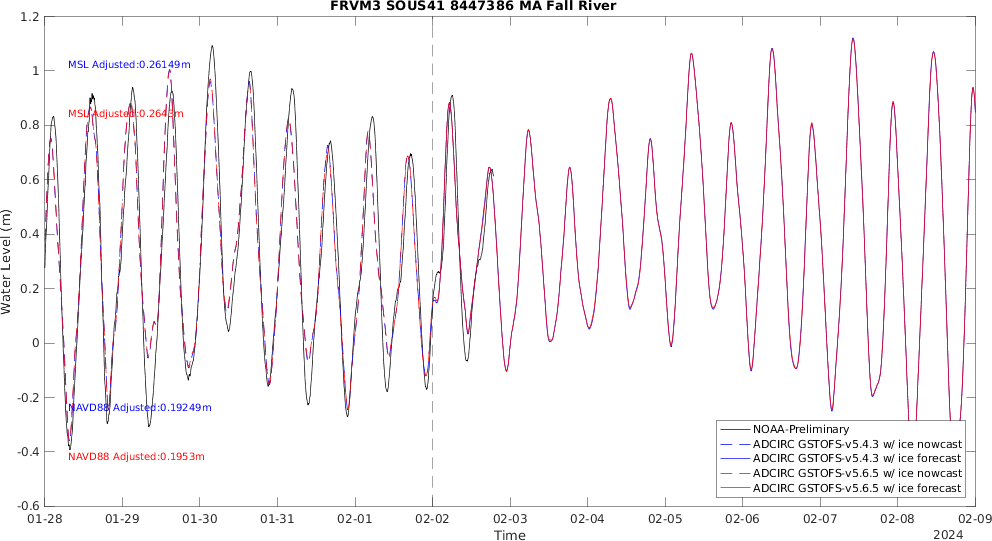 FRVM3 SOUS41 8447386 MA Fall River
1.2
1
0.8
0.6
0.4
0.2
0
-0.2
-0.4
-0.6
Water Level (m)
MSL Adjusted:0.26149m
MSL Adjusted:0.2643m
NAVD88 Adjusted:0.19249m
NAVD88 Adjusted:0.1953m
NOAA-Preliminary
ADCIRC GSTOFS-v5.4.3 w/ ice nowcast
ADCIRC GSTOFS-v5.4.3 w/ ice forecast
ADCIRC GSTOFS-v5.6.5 w/ ice nowcast
ADCIRC GSTOFS-v5.6.5 w/ ice forecast
01-28 01-29 01-30 01-31 02-01 02-02 02-03 02-04 02-05 02-06 02-07 02-08 02-09
Time
2024